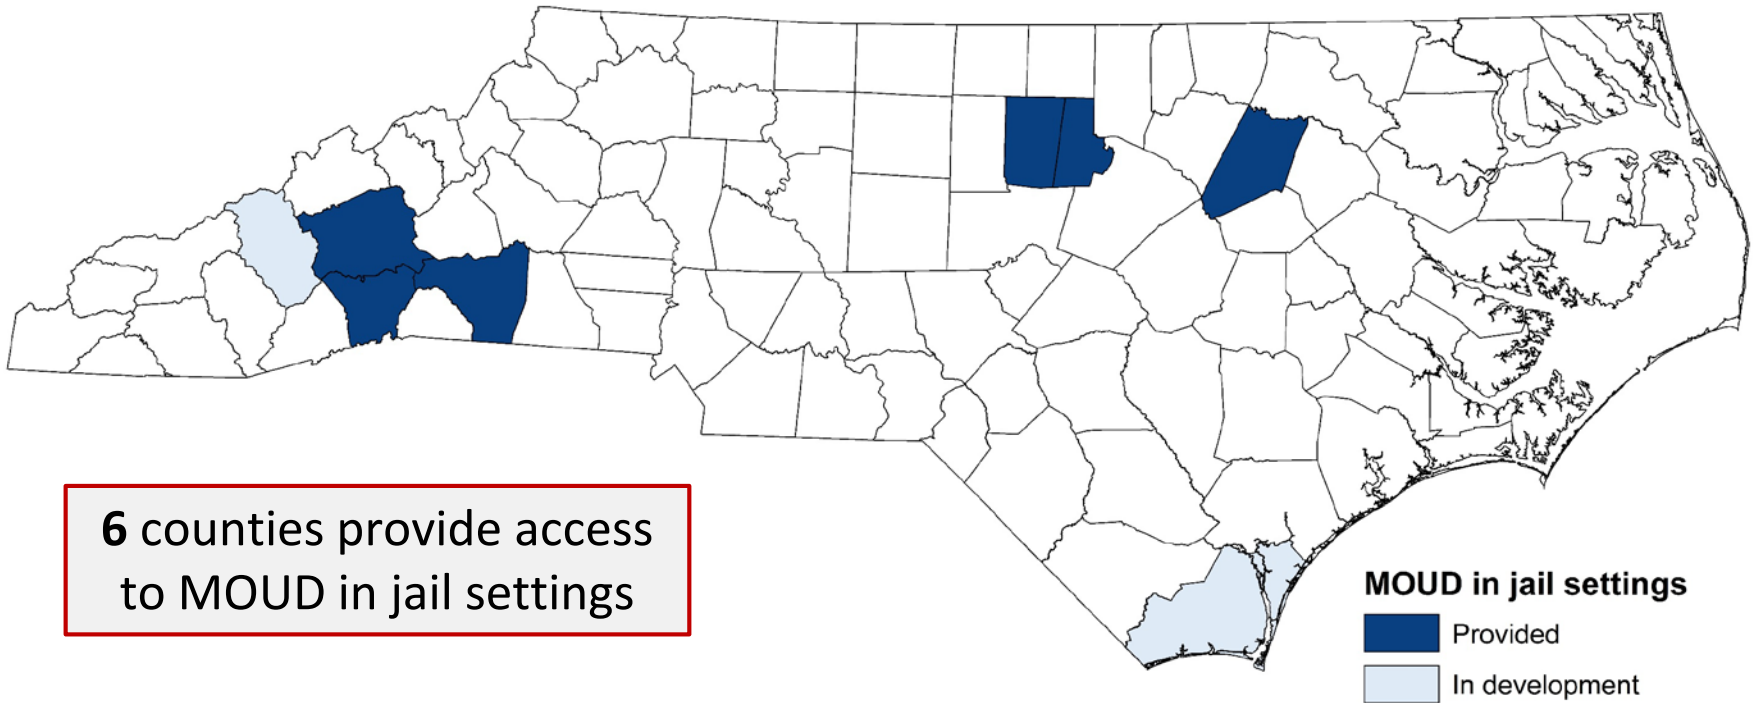 6 counties provide access
to MOUD in jail settings
MOUD in jail settings
Provided
In development